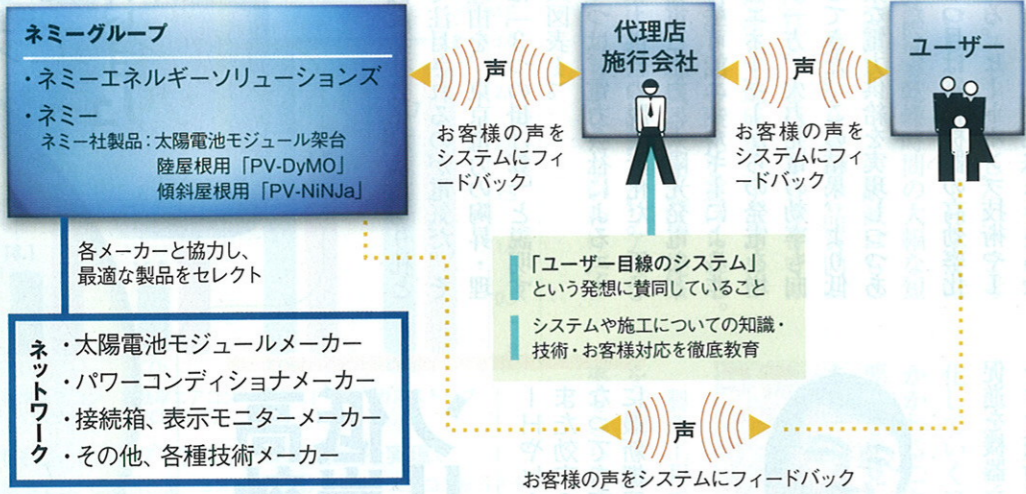 ネミーグループ
・ネミーエネルギーソリューションズ
・ネミー
ネミー社製品：太陽電池モジュール架台
陸屋根用「PV-DyMO」
傾斜屋根用「PV-NiNJa」
声
お客様の声を
システムにフィ
ードバック
代理店
施行会社
声
お客様の声を
システムにフィ
ードバック
ユーザー
各メーカーと協力し、
最適な製品をセレクト
「ユーザー目線のシステム」
という発想に賛同していること
システムや施工についての知識・
技術・お客様対応を徹底教育
ネットワーク
・太陽電池モジュールメーカー
・パワーコンディショナメーカー
・接続箱、表示モニターメーカー
・その他、各種技術メーカー
声
お客様の声をシステムにフィードバック